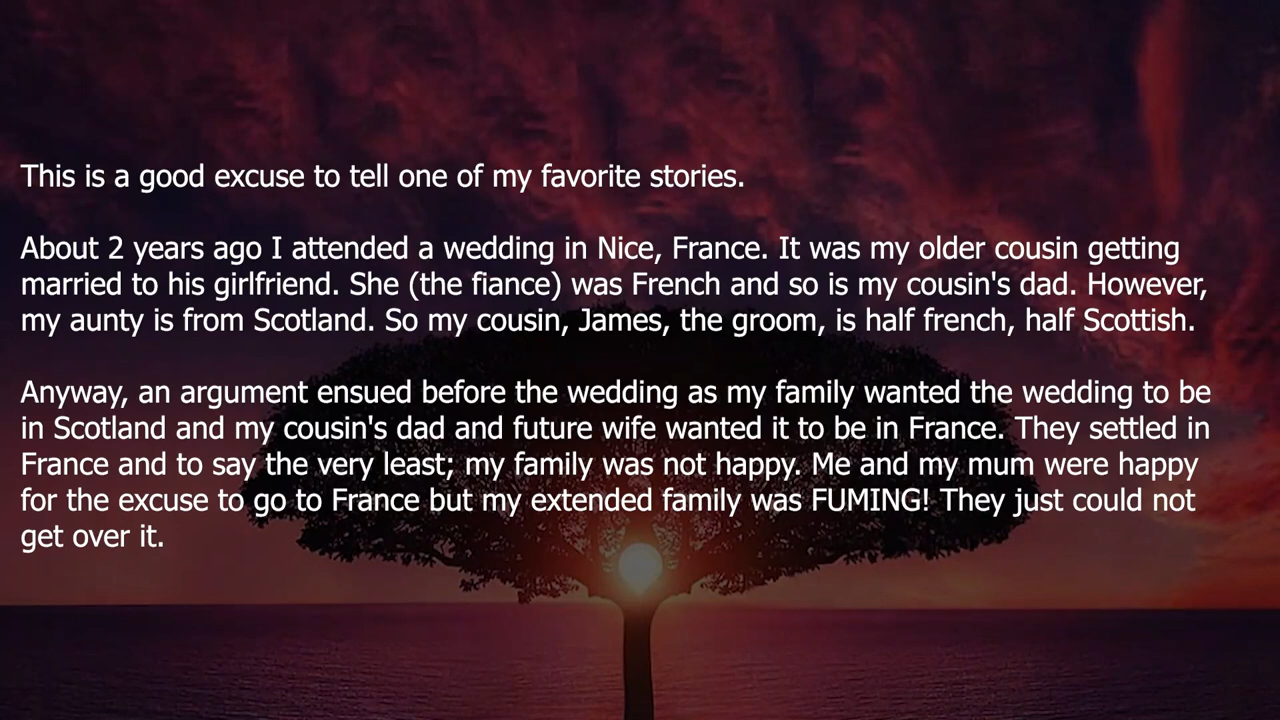 This is a good excuse to tell one of my favorite stories.
About 2 years ago I attended a wedding in Nice, France. It was my older cousin getting
married to his girlfriend. She (the fiance) was French and so is my cousin's dad. However,
my aunty is from Scotland. So my cousin, James, the groom, is half french, half Scottish.
Anyway, an argument ensued before the wedding as my family wanted the wedding to be
in Scotland and my cousin's dad and future wife wanted it to be in France. They settled in
France and to say the very least; my family was not happy. Me and my mum were happy
for the excuse to go to France but my extended family was FUMING! They just could not
get over it.